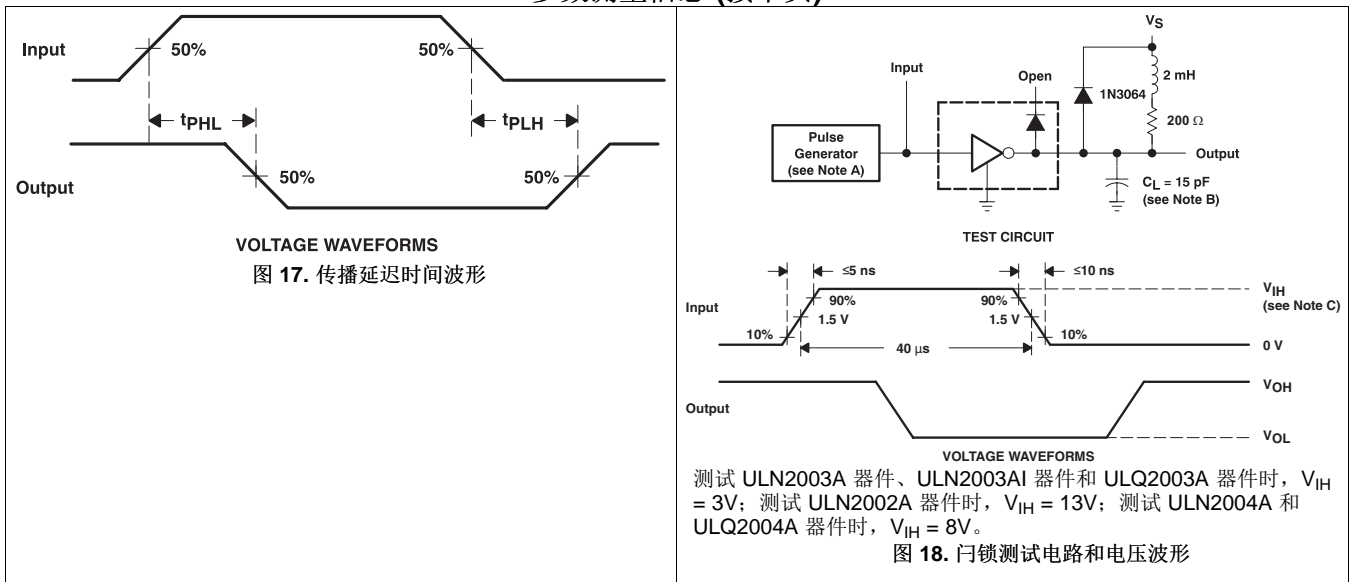 Input
50%
50%
tPHL
tPLH
Output
50%
50%
VOLTAGE WAVEFORMS
图 17. 传播延迟时间波形
VS
Input
Open
2 mH
1N3064
200 Ω
Pulse
Generator
(see Note A)
Output
CL = 15 pF
(see Note B)
TEST CIRCUIT
≤5 ns
≤10 ns
VIH
(see Note C)
Input
90%
90%
1.5 V
1.5 V
10%
10%
40 μs
0 V
VOH
Output
VOL
VOLTAGE WAVEFORMS
测试 ULN2003A 器件、ULN2003AI 器件和 ULQ2003A 器件时，VIH
= 3V；测试 ULN2002A 器件时，VIH = 13V；测试 ULN2004A 和
ULQ2004A 器件时，VIH = 8V。
图 18. 闩锁测试电路和电压波形